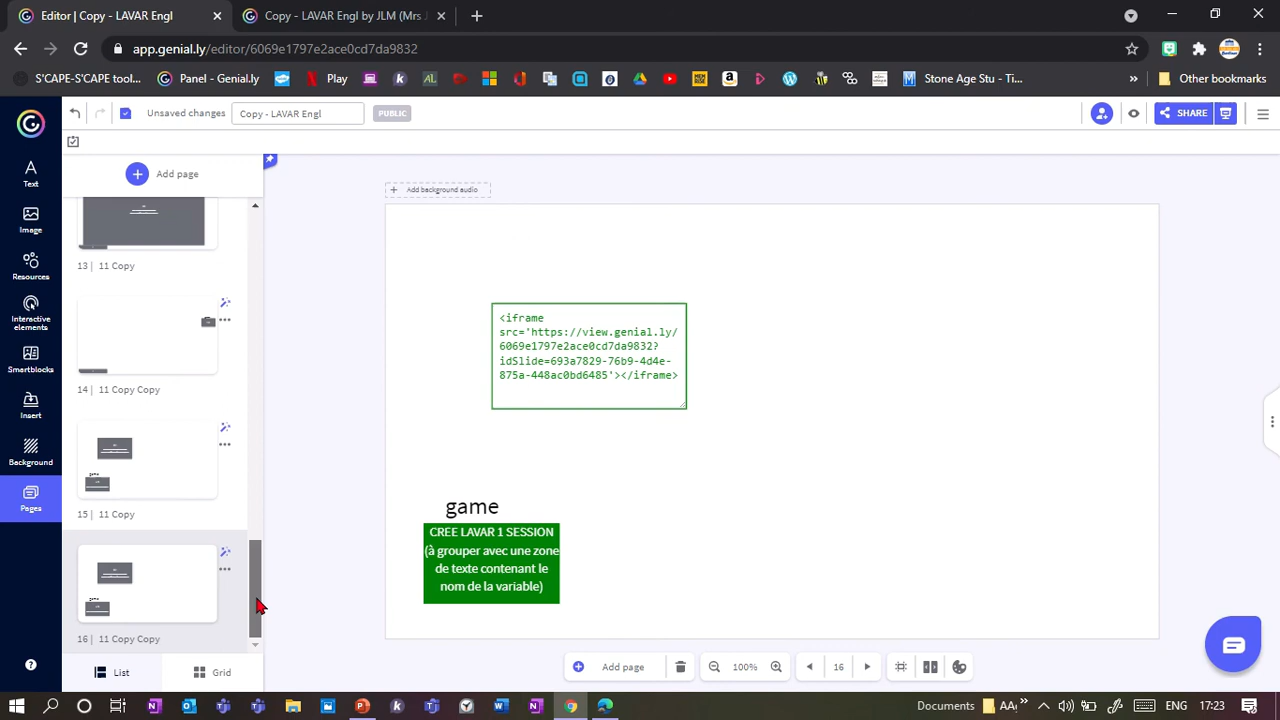 Editor | Genial.ly
Copy - LAVAR Engl by JLM (Mrs J
app.genial.ly/editor/6069e1797e2ace0cd7da9832
S'CAPE-S'CAPE tool...
Panel - Genial.ly
Play
Stone Age Stu - Ti...
Other bookmarks
Unsaved changes
Copy - LAVAR Engl
PUBLIC
SHARE
Add page
Text
Image
Resources
Interactive
elements
Smartblocks
Insert
Background
Pages
13 | 11 Copy
14 | 11 Copy Copy
15 | 11 Copy
16 | 11 Copy Copy
List
Grid
Add background audio
<iframe
src='https://view.genial.ly/
6069e1797e2ace0cd7da9832?
idSlide=693a7829-76b9-4d4e-
875a-448ac0bd6485'></iframe>
game
CREE LAVAR 1 SESSION
(à grouper avec une zone
de texte contenant le
nom de la variable)
Add page
100%
16
Documents
AA
ENG
17:23